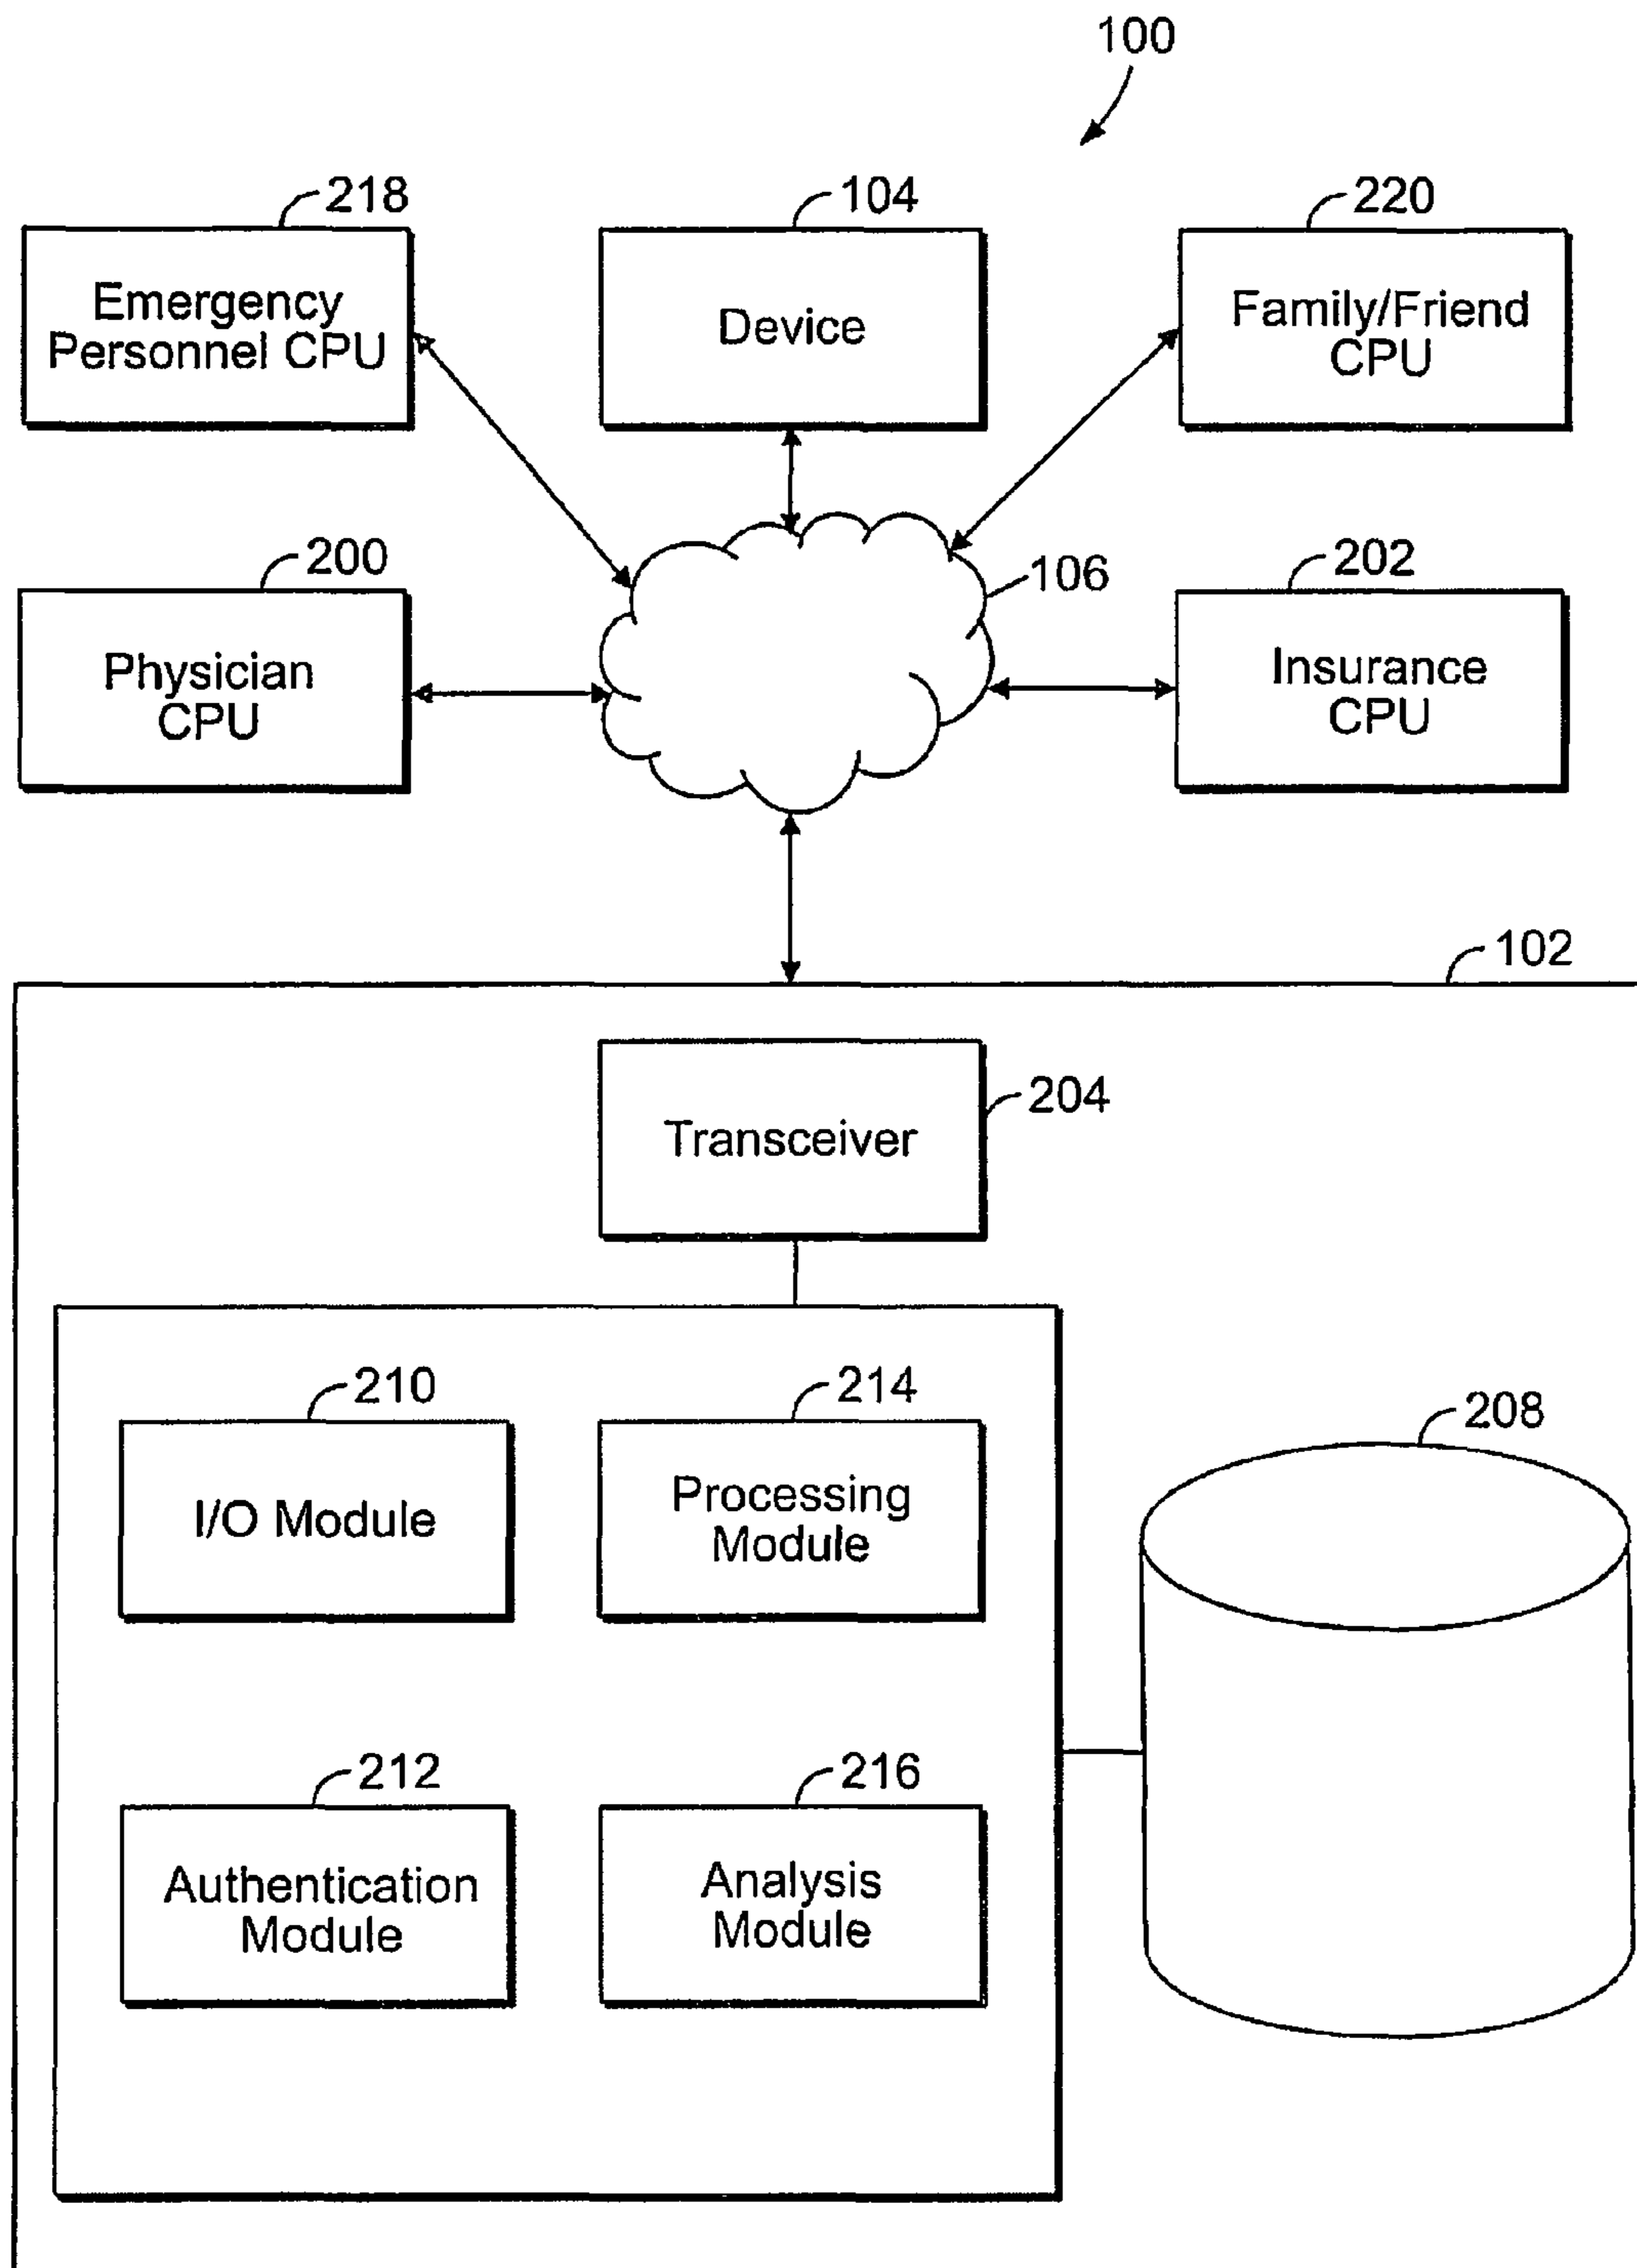 100
218
104
220
Emergency
Personnel CPU
Device
Family/Friend
CPU
200
106
202
Physician
CPU
Insurance
CPU
102
Transceiver
204
210
214
208
I/O Module
Processing
Module
212
216
Authentication
Module
Analysis
Module